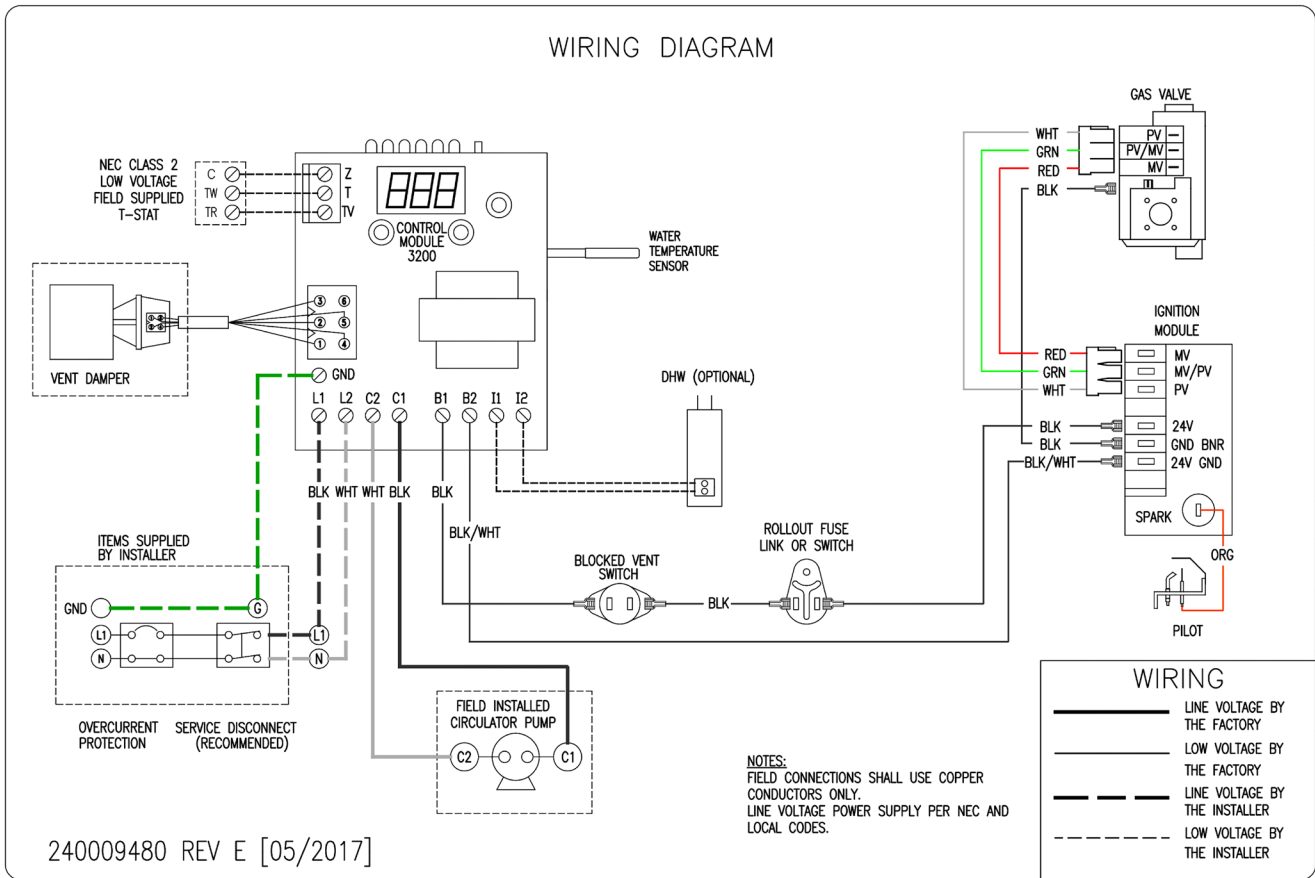 WIRING DIAGRAM
NEC CLASS 2
LOW VOLTAGE
FIELD SUPPLIED
T-STAT
C
TW
TR
Z
T
TV
CONTROL
MODULE
3200
WATER
TEMPERATURE
SENSOR
VENT DAMPER
3 6
2 5
1 4
GND
L1 L2 C2 C1 B1 B2 I1 I2
BLK WHT WHT BLK BLK
BLK/WHT
DHW (OPTIONAL)
GAS VALVE
WHT
GRN
RED
BLK
PV
PV/MV
MV
IGNITION
MODULE
RED
GRN
WHT
BLK
BLK
BLK/WHT
MV
MV/PV
PV
24V
GND BNR
24V GND
SPARK
ORG
PILOT
BLOCKED VENT
SWITCH
BLK
ROLLOUT FUSE
LINK OR SWITCH
ITEMS SUPPLIED
BY INSTALLER
GND
G
L1
L1
N
N
OVERCURRENT
PROTECTION
SERVICE DISCONNECT
(RECOMMENDED)
FIELD INSTALLED
CIRCULATOR PUMP
C2
C1
NOTES:
FIELD CONNECTIONS SHALL USE COPPER
CONDUCTORS ONLY.
LINE VOLTAGE POWER SUPPLY PER NEC AND
LOCAL CODES.
WIRING
LINE VOLTAGE BY
THE FACTORY
LOW VOLTAGE BY
THE FACTORY
LINE VOLTAGE BY
THE INSTALLER
LOW VOLTAGE BY
THE INSTALLER
240009480 REV E [05/2017]